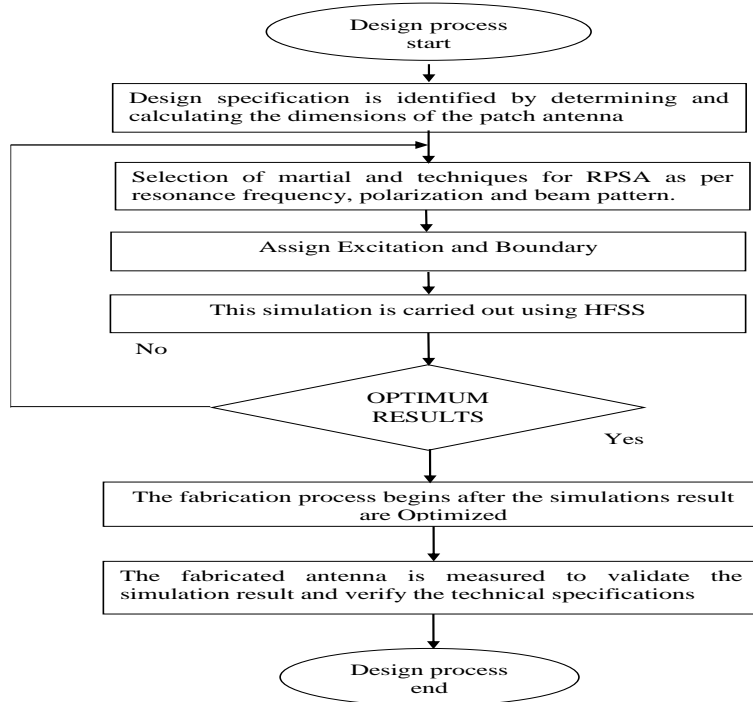 Design process
start
Design specification is identified by determining and
calculating the dimensions of the patch antenna
Selection of martial and techniques for RPSA as per
resonance frequency, polarization and beam pattern.
Assign Excitation and Boundary
This simulation is carried out using HFSS
No
OPTIMUM
RESULTS
Yes
The fabrication process begins after the simulations result
are Optimized
The fabricated antenna is measured to validate the
simulation result and verify the technical specifications
Design process
end